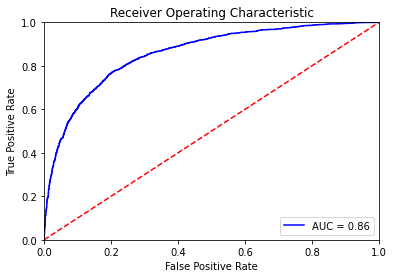 Receiver Operating Characteristic
1.0
0.8
0.6
0.4
0.2
0.0
True Positive Rate
AUC = 0.86
0.0 0.2 0.4 0.6 0.8 1.0
False Positive Rate